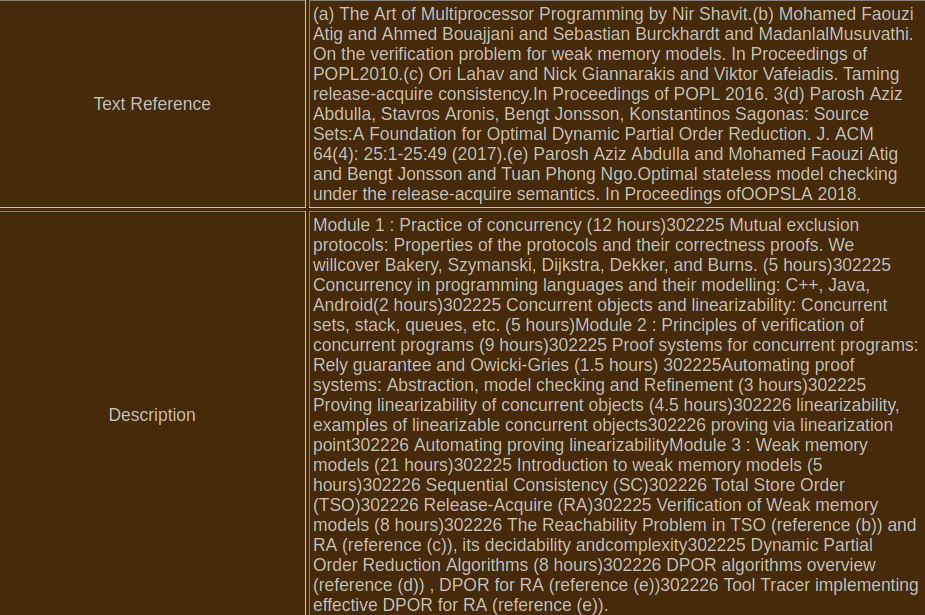 Text Reference
(a) The Art of Multiprocessor Programming by Nir Shavit.(b) Mohamed Faouzi
Atig and Ahmed Bouajjani and Sebastian Burckhardt and MadanlalMusuvathi.
On the verification problem for weak memory models. In Proceedings of
POPL2010.(c) Ori Lahav and Nick Giannarakis and Viktor Vafeiadis. Taming
release-acquire consistency.In Proceedings of POPL 2016. 3(d) Parosh Aziz
Abdulla, Stavros Aronis, Bengt Jonsson, Konstantinos Sagonas: Source
Sets:A Foundation for Optimal Dynamic Partial Order Reduction. J. ACM
64(4): 25:1-25:49 (2017).(e) Parosh Aziz Abdulla and Mohamed Faouzi Atig
and Bengt Jonsson and Tuan Phong Ngo.Optimal stateless model checking
under the release-acquire semantics. In Proceedings ofOOPSLA 2018.
Description
Module 1 : Practice of concurrency (12 hours)302225 Mutual exclusion
protocols: Properties of the protocols and their correctness proofs. We
willcover Bakery, Szymanski, Dijkstra, Dekker, and Burns. (5 hours)302225
Concurrency in programming languages and their modelling: C++, Java,
Android(2 hours)302225 Concurrent objects and linearizability: Concurrent
sets, stack, queues, etc. (5 hours)Module 2 : Principles of verification of
concurrent programs (9 hours)302225 Proof systems for concurrent programs:
Rely guarantee and Owicki-Gries (1.5 hours) 302225Automating proof
systems: Abstraction, model checking and Refinement (3 hours)302225
Proving linearizability of concurrent objects (4.5 hours)302226 linearizability,
examples of linearizable concurrent objects302226 proving via linearization
point302226 Automating proving linearizabilityModule 3 : Weak memory
models (21 hours)302225 Introduction to weak memory models (5
hours)302226 Sequential Consistency (SC)302226 Total Store Order
(TSO)302226 Release-Acquire (RA)302225 Verification of Weak memory
models (8 hours)302226 The Reachability Problem in TSO (reference (b)) and
RA (reference (c)), its decidability andcomplexity302225 Dynamic Partial
Order Reduction Algorithms (8 hours)302226 DPOR algorithms overview
(reference (d)) , DPOR for RA (reference (e))302226 Tool Tracer implementing
effective DPOR for RA (reference (e)).